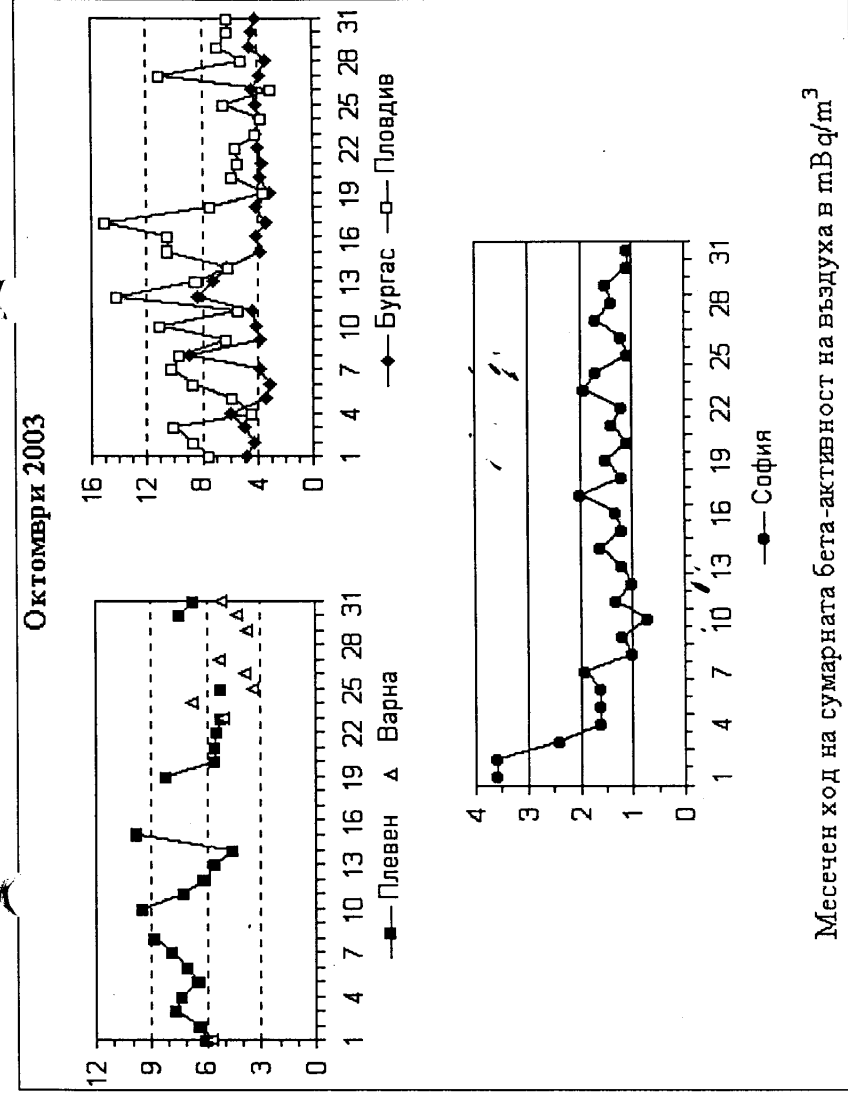 Октомври 2003
12
9
6
3
0
1 4 7 10 13 16 19 22 25 28 31
Плевен Варна
16
12
8
4
0
1 4 7 10 13 16 19 22 25 28 31
Бургас Пловдив
4
3
2
1
0
1 4 7 10 13 16 19 22 25 28 31
София
Месечен ход на сумарната бета-активност на въздуха в mBq/m³